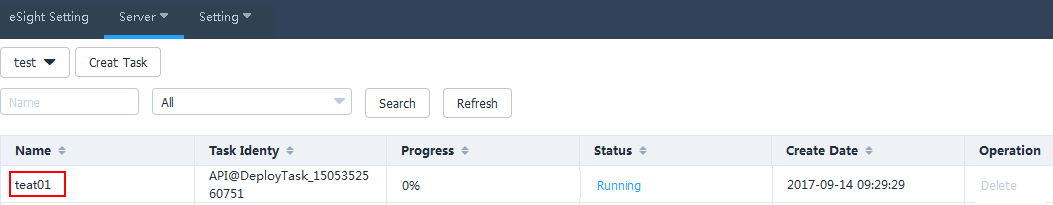 eSight Setting Server Setting
test Creat Task
Name All Search Refresh
Name Task Identy Progress Status Create Date Operation
teat01 API@DeployTask_15053525 0% Running 2017-09-14 09:29:29 Delete
60751